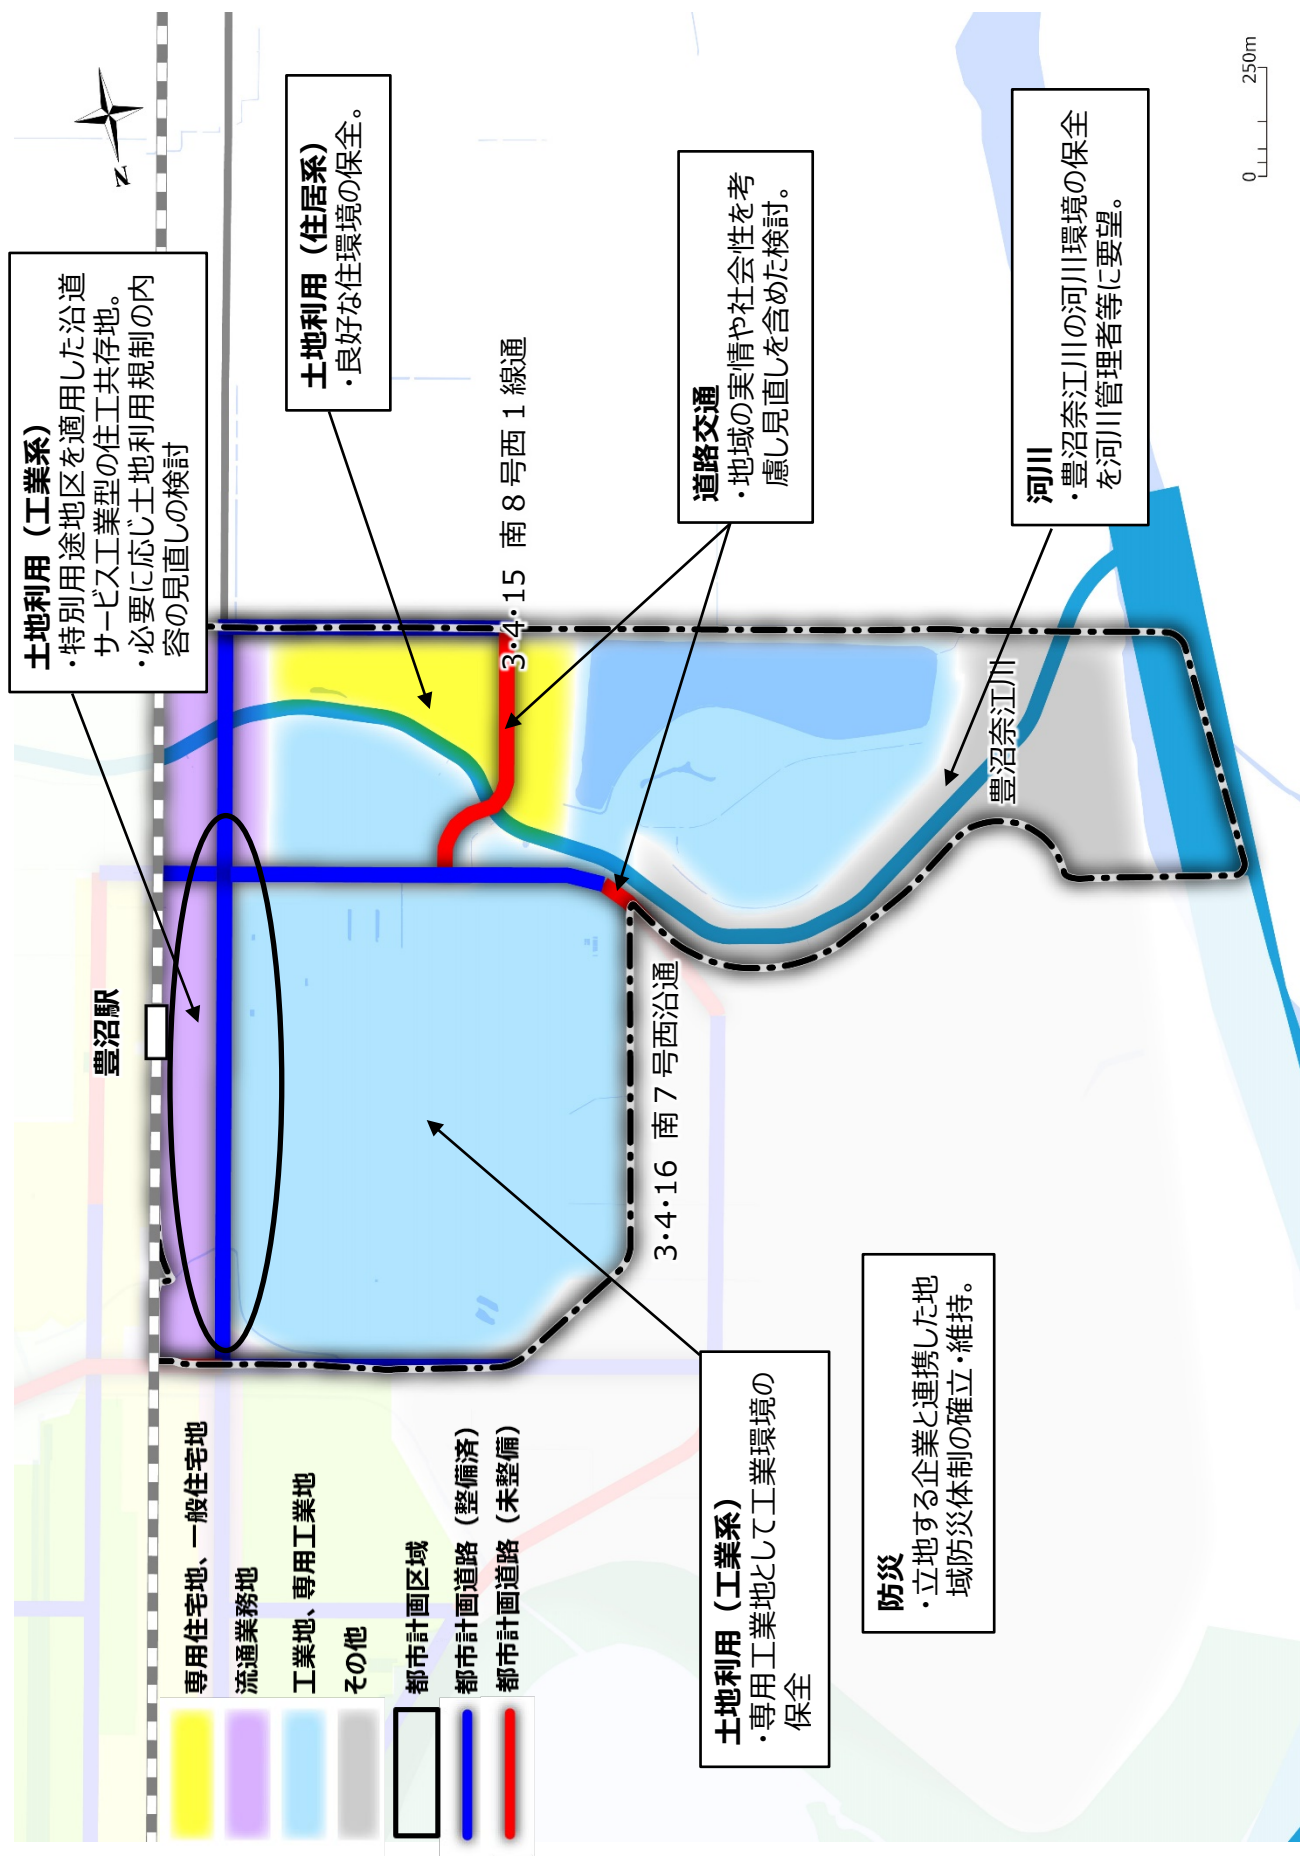 土地利用（工業系）
・特別用途地区を適用した沿道
サービス工業型の住工共存地。
・必要に応じ土地利用規制の内
容の見直しの検討
土地利用（住居系）
・良好な住環境の保全。
道路交通
・地域の実情や社会性を考
慮し見直しを含めた検討。
河川
・豊沼奈江川の河川環境の保全
を河川管理者等に要望。
N
0
250m
豊沼駅
3・4・15 南８号西１線通
豊沼奈江川
3・4・16 南７号西沿通
専用住宅地、一般住宅地
流通業務地
工業地、専用工業地
その他
都市計画区域
都市計画道路（整備済）
都市計画道路（未整備）
土地利用（工業系）
・専用工業地として工業環境の
保全
防災
・立地する企業と連携した地
域防災体制の確立・維持。